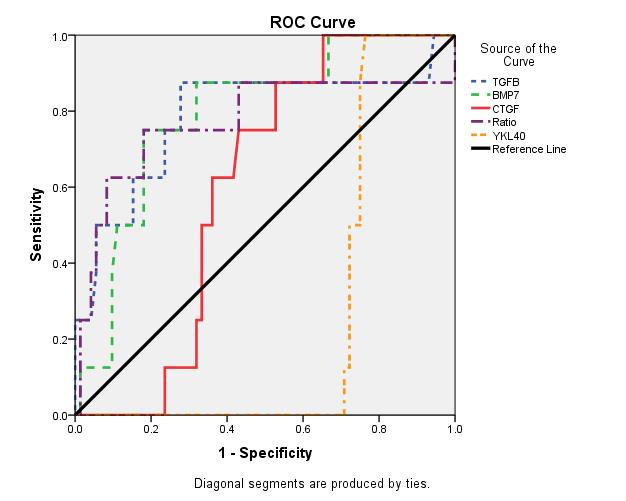 ROC Curve
Source of the
Curve
TGFB
BMP7
CTGF
Ratio
YKL40
Reference Line
Sensitivity
1.0
0.8
0.6
0.4
0.2
0.0
0.0 0.2 0.4 0.6 0.8 1.0
1 - Specificity
Diagonal segments are produced by ties.